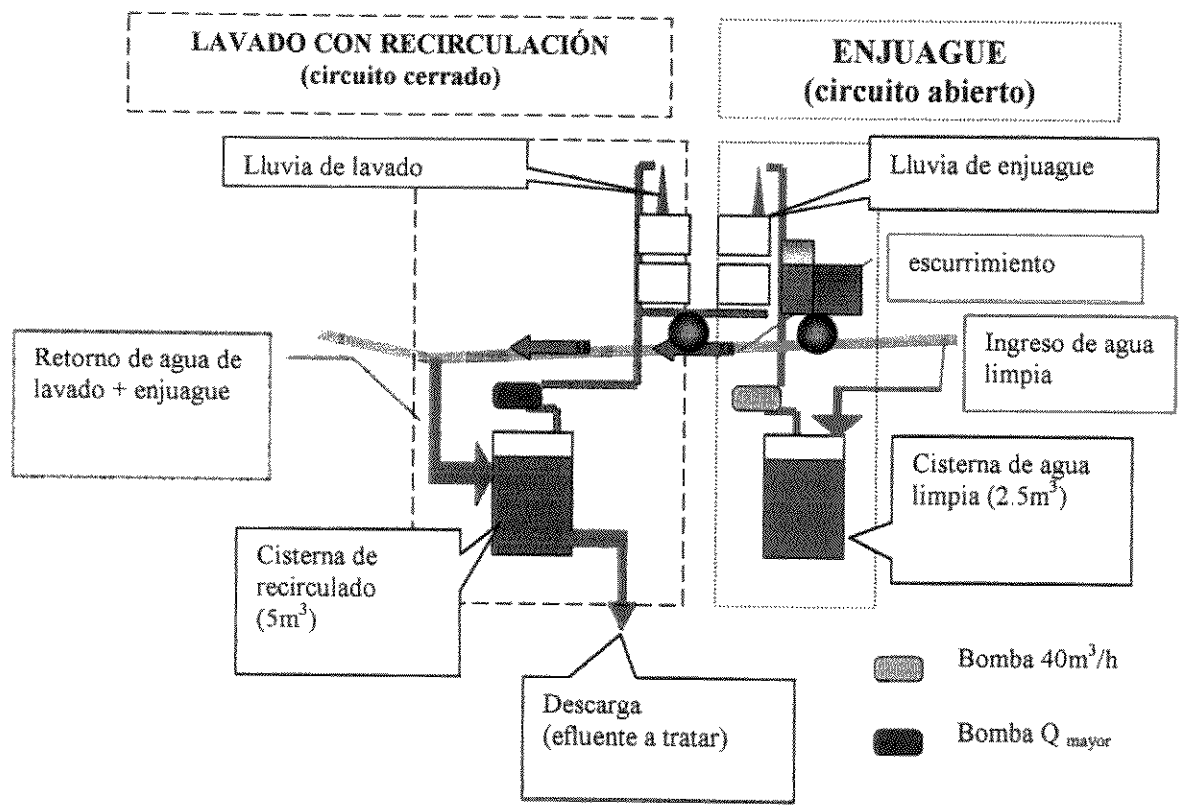 LAVADO CON RECIRCULACIÓN
(circuito cerrado)
ENJUAGUE
(circuito abierto)
Lluvia de lavado
Lluvia de enjuague
escurrimiento
Retorno de agua de
lavado + enjuague
Ingreso de agua
limpia
Cisterna de agua
limpia (2.5m³)
Cisterna de
recirculado
(5m³)
Descarga
(efluente a tratar)
Bomba 40m³/h
Bomba Q mayor